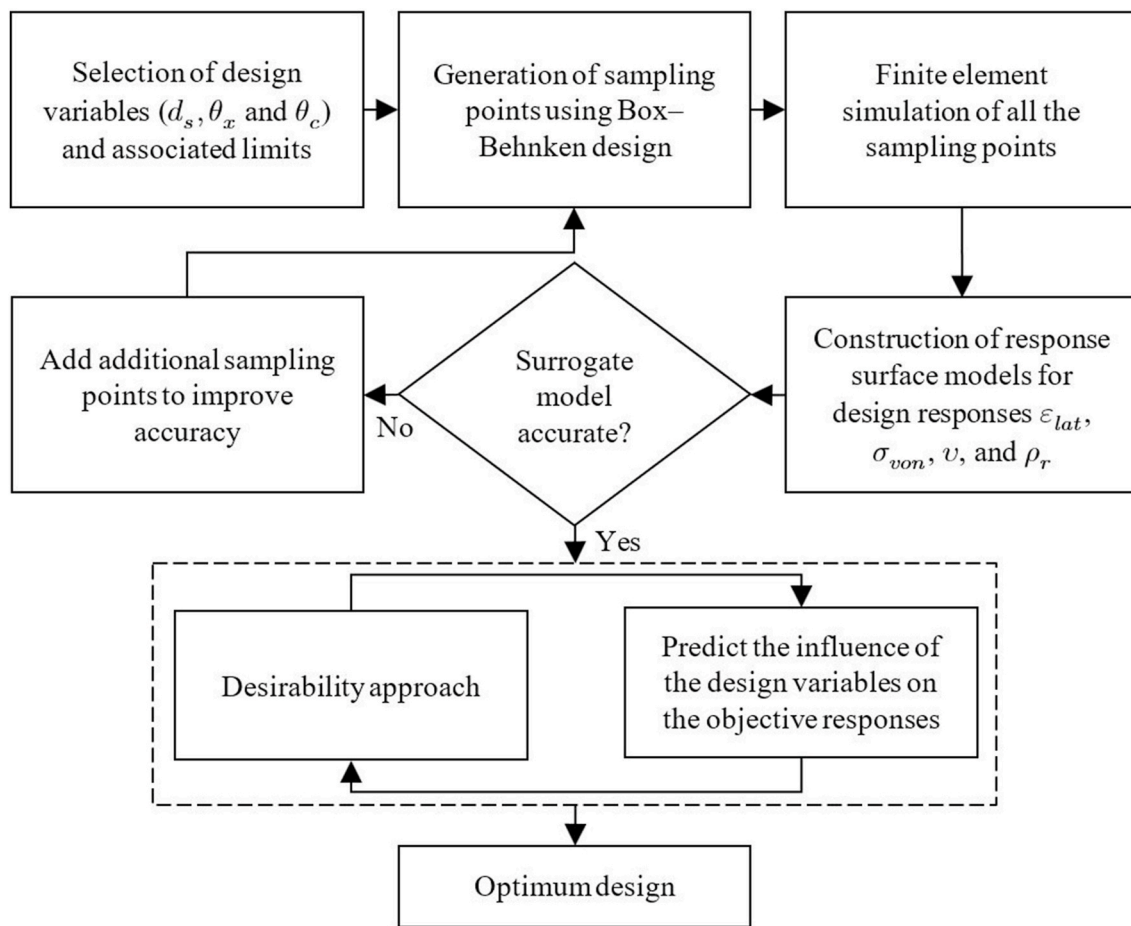 Selection of design
variables (dₛ, θₓ and θ_c)
and associated limits
Generation of sampling
points using Box–
Behnken design
Finite element
simulation of all the
sampling points
Construction of response
surface models for
design responses ε_lat,
σ_von, υ, and ρ_r
Surrogate
model
accurate?
No
Add additional sampling
points to improve
accuracy
Yes
Desirability approach
Predict the influence of
the design variables on
the objective responses
Optimum design